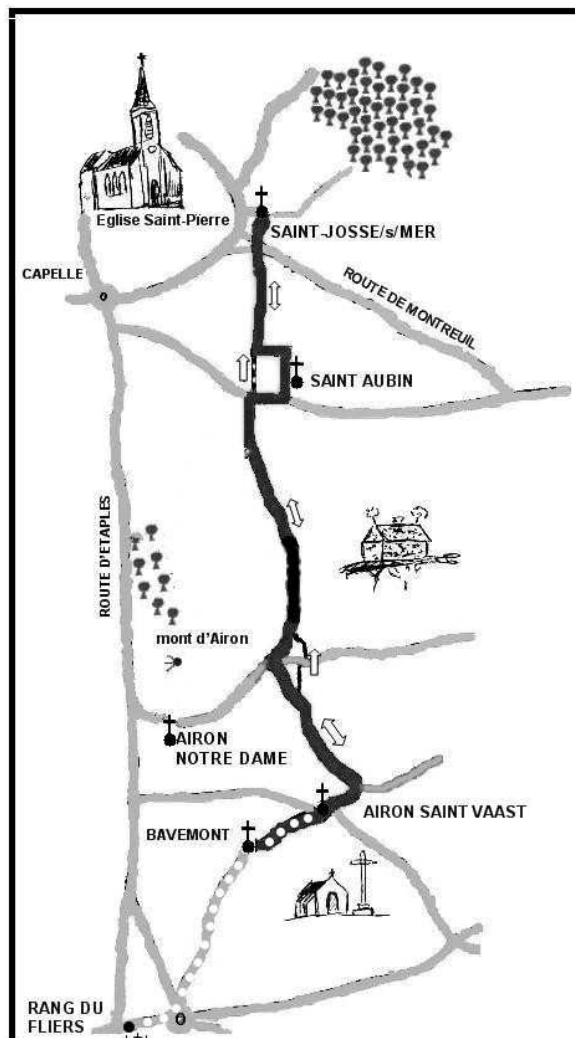 Eglise Saint-Pierre
SAINT-JOSSE/s/MER
CAPELLE
ROUTE DE MONTREUIL
SAINT AUBIN
ROUTE D'ETAPLES
mont d'Airon
AIRON
NOTRE DAME
AIRON SAINT VAAST
BAVEMONT
RANG DU
FLIERS